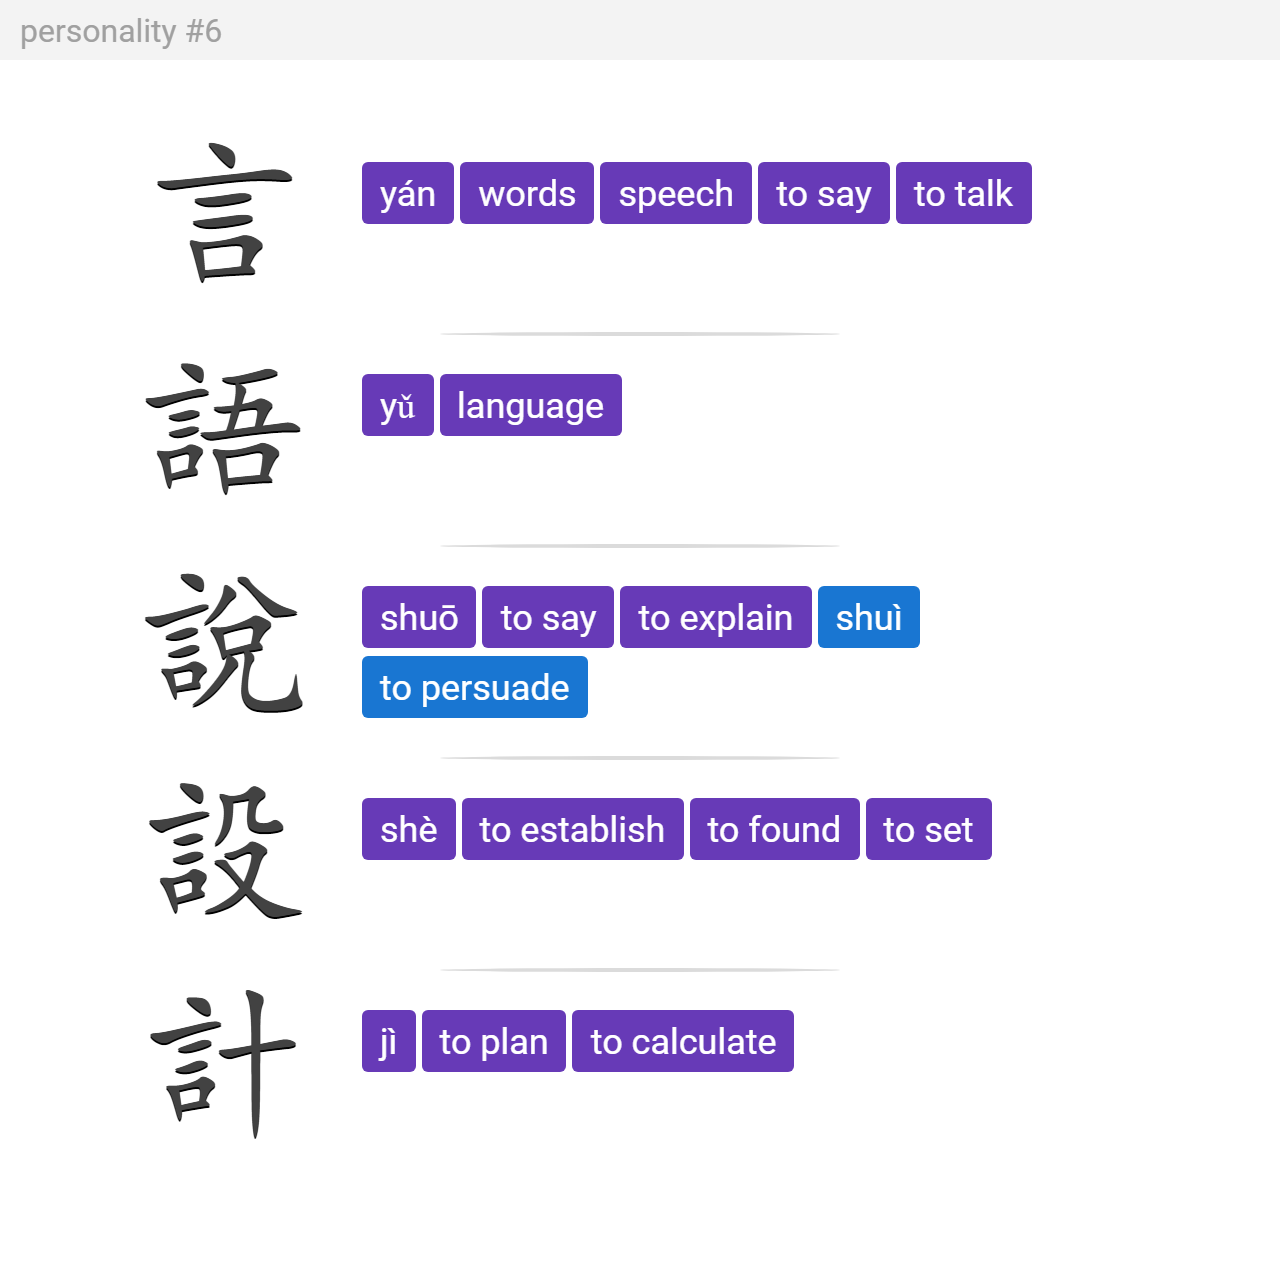 personality #6
言 yán words speech to say to talk
語 yǔ language
說 shuō to say to explain shuì
to persuade
設 shè to establish to found to set
計 jì to plan to calculate